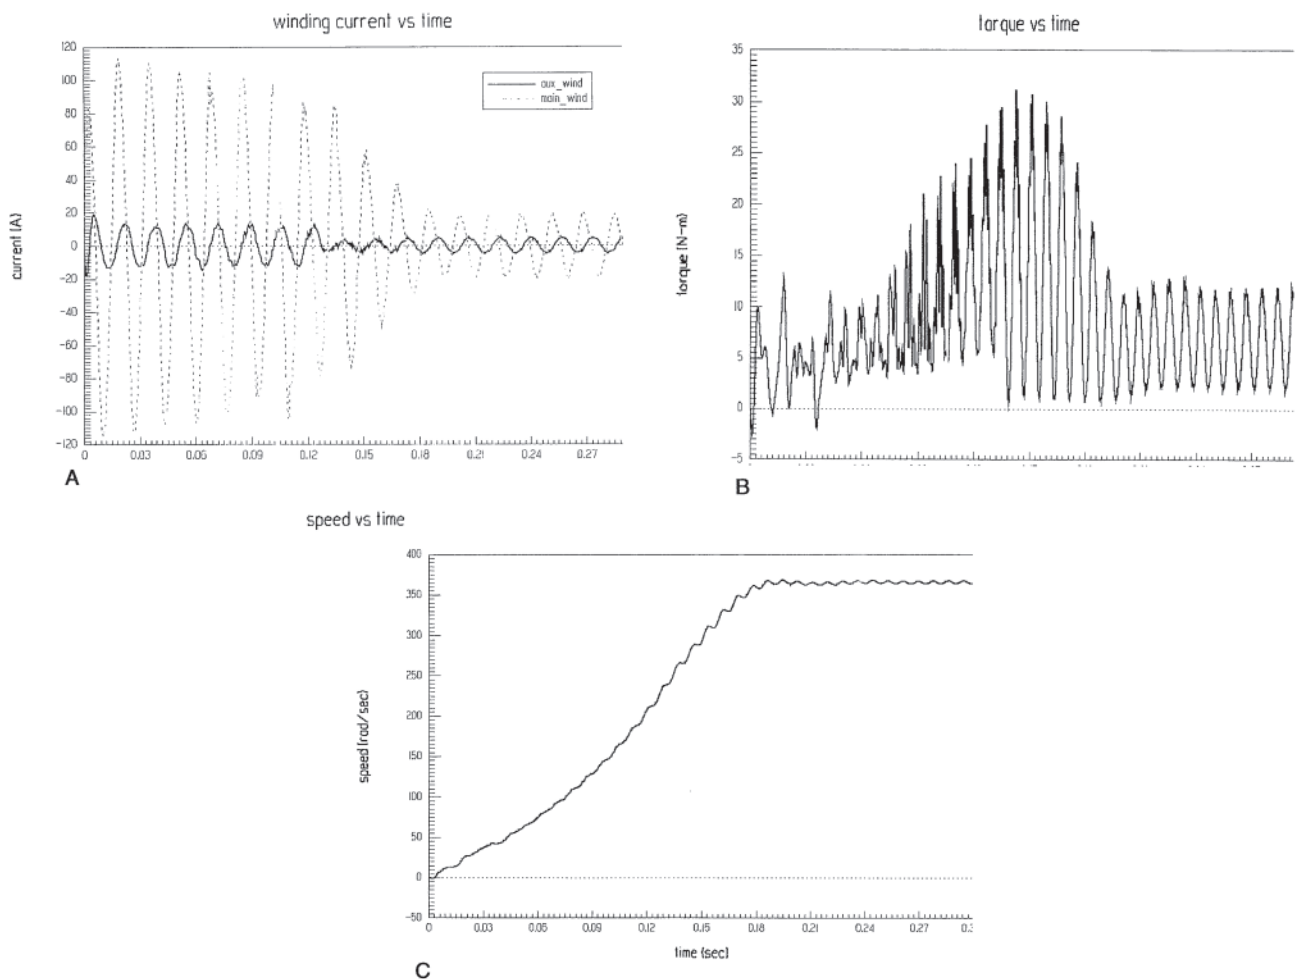 winding current vs time
120
100
80
60
40
20
0
-20
-40
-60
-80
-100
-120
current (A)
aux_wind
main_wind
0 0.03 0.06 0.09 0.12 0.15 0.18 0.21 0.24 0.27
A
torque vs time
35
30
25
20
15
10
5
0
-5
torque (N-m)
B
speed vs time
400
350
300
250
200
150
100
50
0
-50
speed (rad/sec)
0 0.03 0.06 0.09 0.12 0.15 0.18 0.21 0.24 0.27 0.3
time (sec)
C